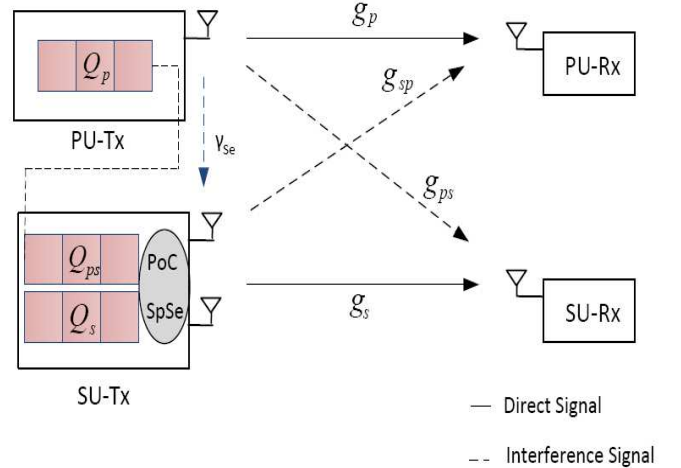 g_p
Q_p
PU-Rx
g_sp
PU-Tx
γ_Se
g_ps
Q_ps
PoC
Q_s
SpSe
SU-Rx
g_s
SU-Tx
Direct Signal
Interference Signal